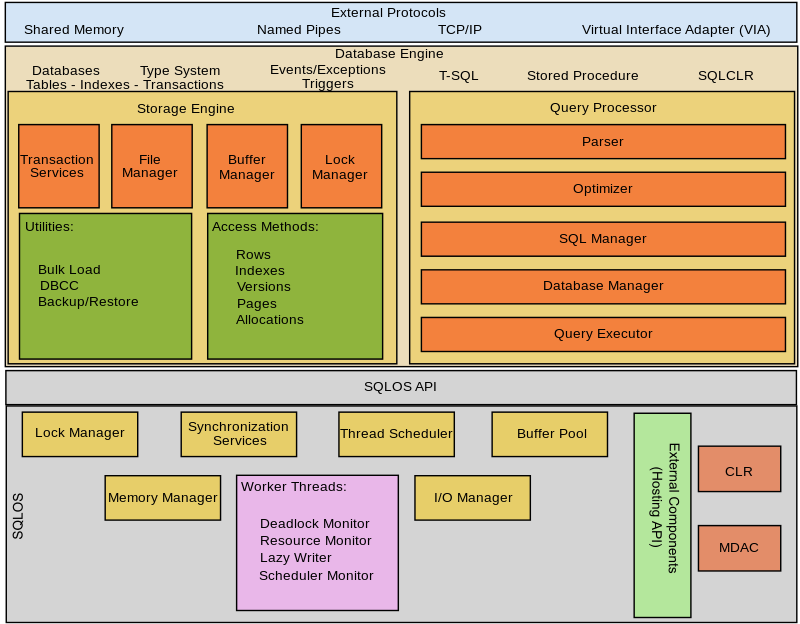 External Protocols
Shared Memory
Named Pipes
TCP/IP
Virtual Interface Adapter (VIA)
Database Engine
Databases
Type System
Tables - Indexes - Transactions
Events/Exceptions
Triggers
T-SQL
Stored Procedure
SQLCLR
Storage Engine
Transaction
Services
File
Manager
Buffer
Manager
Lock
Manager
Utilities:
Bulk Load
DBCC
Backup/Restore
Access Methods:
Rows
Indexes
Versions
Pages
Allocations
Query Processor
Parser
Optimizer
SQL Manager
Database Manager
Query Executor
SQLOS API
SQLOS
Lock Manager
Synchronization
Services
Thread Scheduler
Buffer Pool
Memory Manager
Worker Threads:
Deadlock Monitor
Resource Monitor
Lazy Writer
Scheduler Monitor
I/O Manager
External Components
(Hosting API)
CLR
MDAC